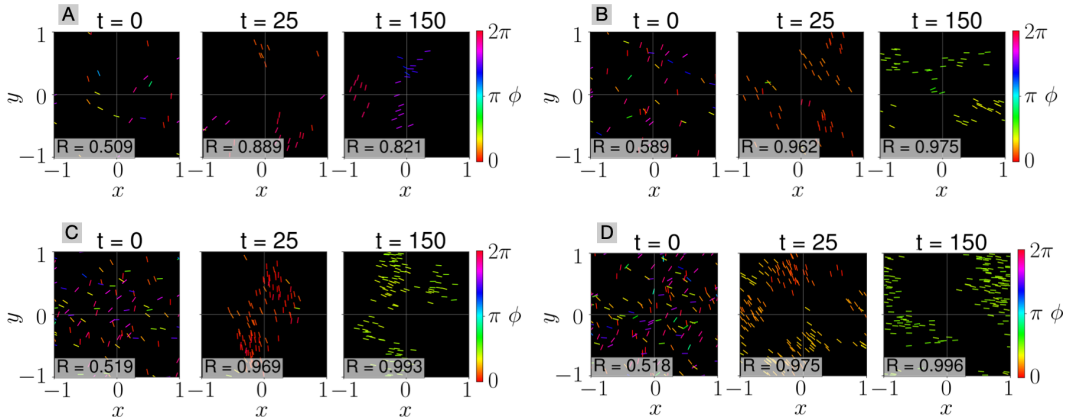 A
t = 0
t = 25
t = 150
1
y
0
−1
R = 0.509
R = 0.889
R = 0.821
2π
π ϕ
0
−1 0 1
−1 0 1
−1 0 1
x
x
x
B
t = 0
t = 25
t = 150
1
y
0
−1
R = 0.589
R = 0.962
R = 0.975
2π
π ϕ
0
−1 0 1
−1 0 1
−1 0 1
x
x
x
C
t = 0
t = 25
t = 150
1
y
0
−1
R = 0.519
R = 0.969
R = 0.993
2π
π ϕ
0
−1 0 1
−1 0 1
−1 0 1
x
x
x
D
t = 0
t = 25
t = 150
1
y
0
−1
R = 0.518
R = 0.975
R = 0.996
2π
π ϕ
0
−1 0 1
−1 0 1
−1 0 1
x
x
x